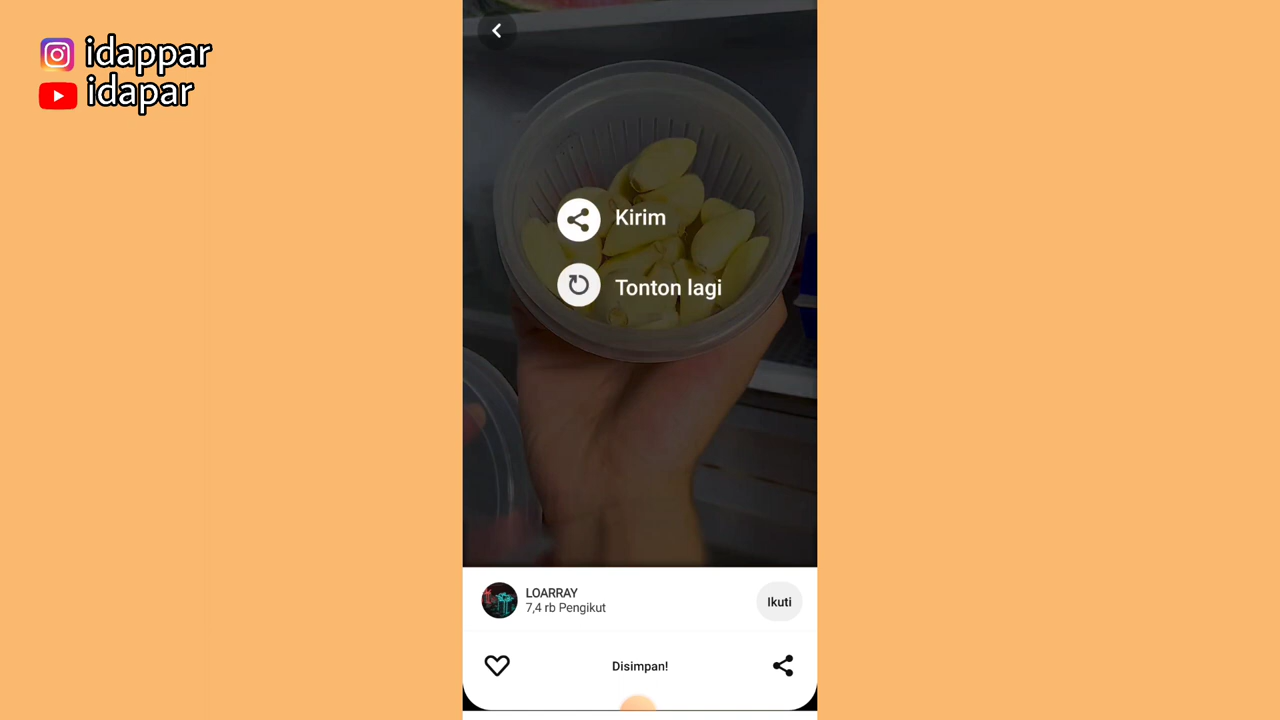 idappar
idapar
Kirim
Tonton lagi
LOARRAY
7,4 rb Pengikut
Ikuti
Disimpan!